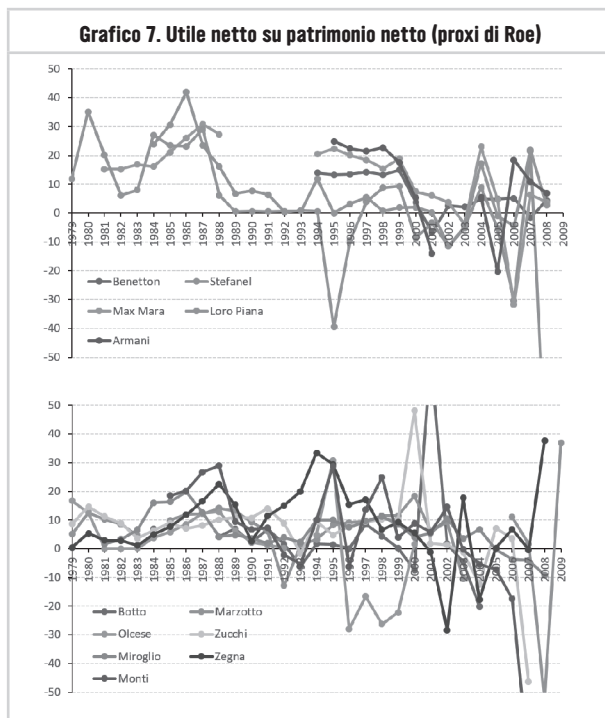 Grafico 7. Utile netto su patrimonio netto (proxi di Roe)
50
40
30
20
10
0
-10
-20
-30
-40
-50
1979 1980 1981 1982 1983 1984 1985 1986 1987 1988 1989 1990 1991 1992 1993 1994 1995 1996 1997 1998 1999 2000 2001 2002 2003 2004 2005 2006 2007 2008 2009
Benetton Stefanel
Max Mara Loro Piana
Armani
50
40
30
20
10
0
-10
-20
-30
-40
-50
1979 1980 1981 1982 1983 1984 1985 1986 1987 1988 1989 1990 1991 1992 1993 1994 1995 1996 1997 1998 1999 2000 2001 2002 2003 2004 2005 2006 2007 2008 2009
Botto Marzotto
Olcese Zucchi
Miroglio Zegna
Monti